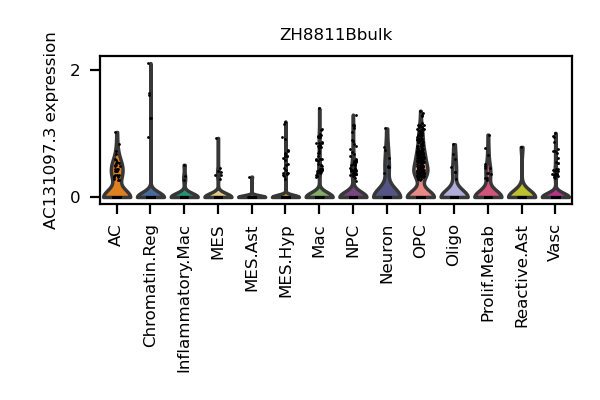 ZH8811Bbulk
AC131097.3 expression
2
0
AC
Chromatin.Reg
Inflammatory.Mac
MES
MES.Ast
MES.Hyp
Mac
NPC
Neuron
OPC
Oligo
Prolif.Metab
Reactive.Ast
Vasc